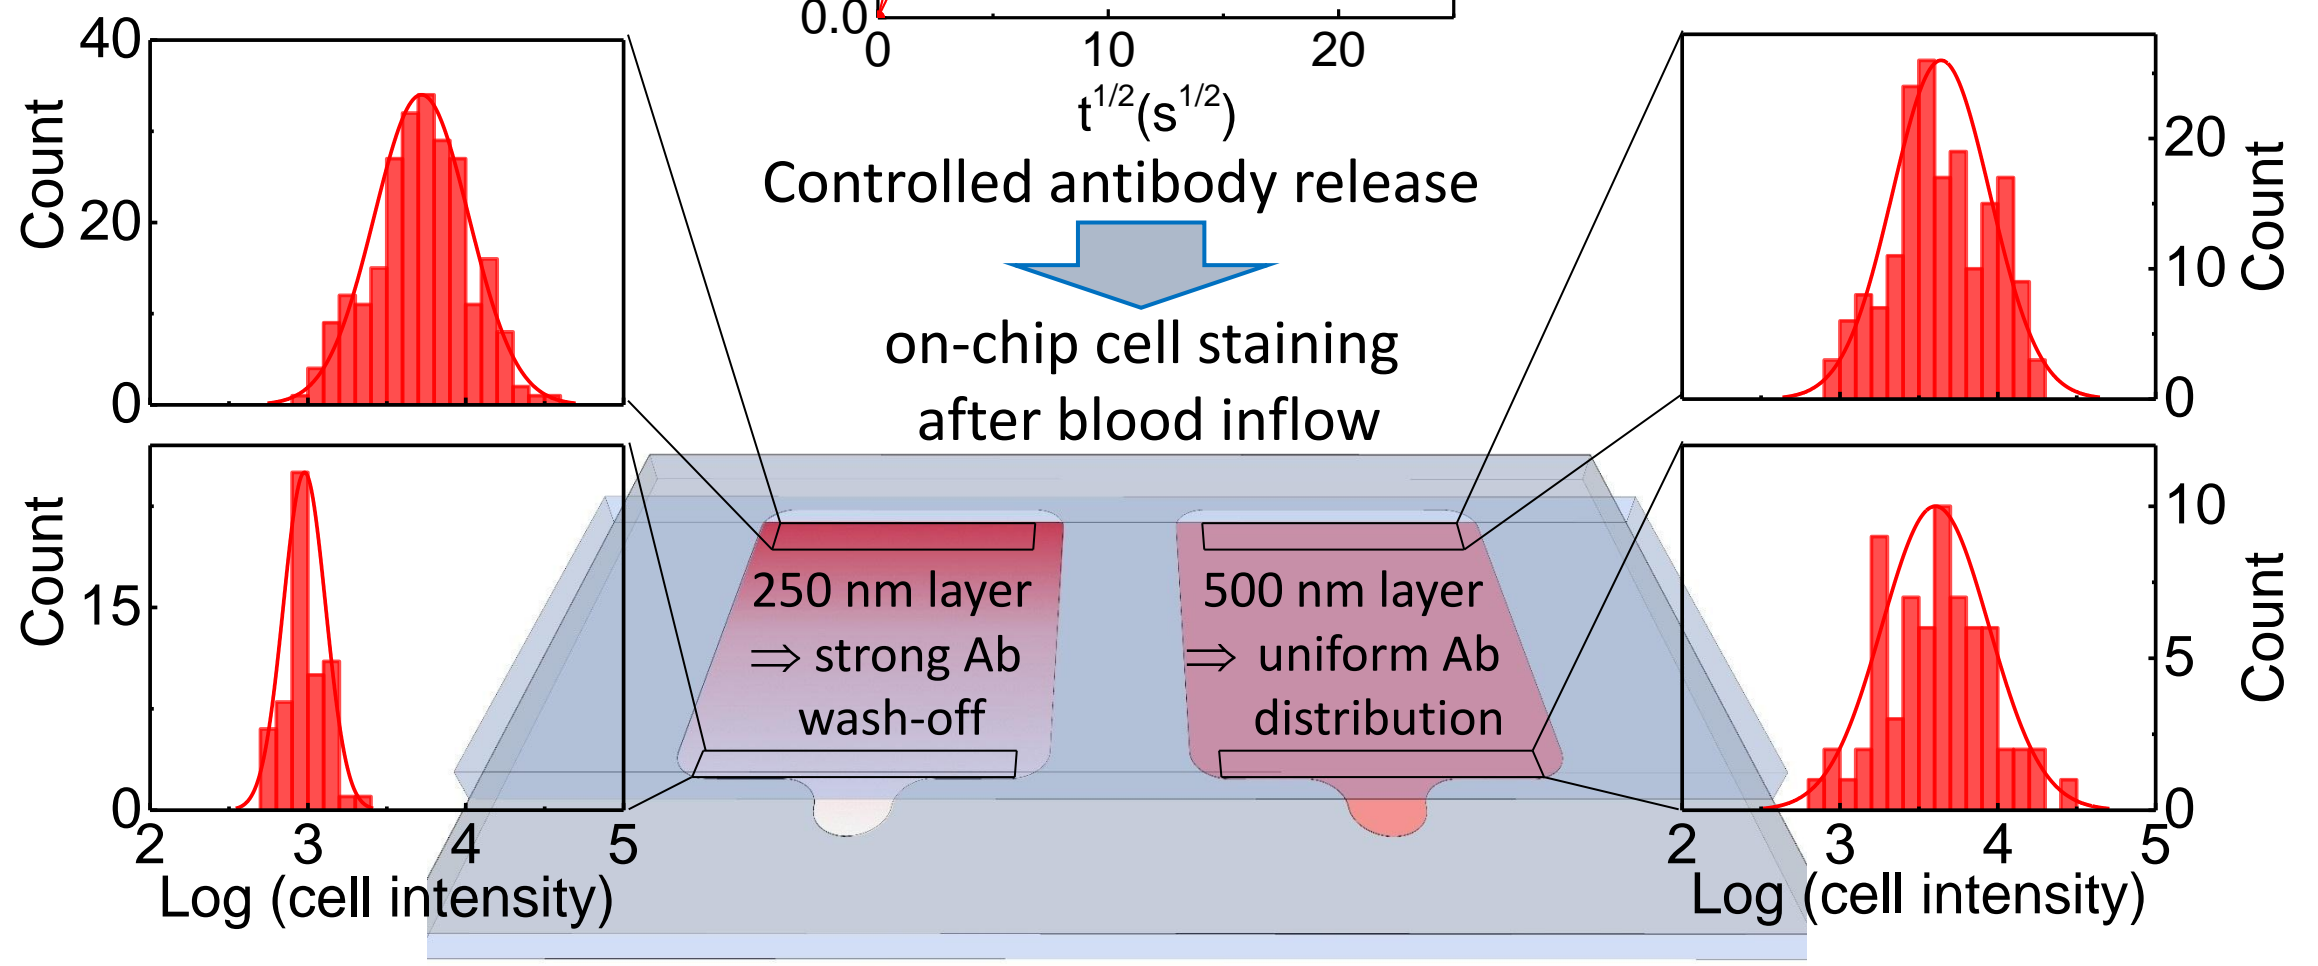 0.0
0 10 20
t^1/2(s^1/2)
Controlled antibody release
on-chip cell staining
after blood inflow
40
20
0
Count
15
0
Count
2 3 4 5
Log (cell intensity)
250 nm layer
⇒ strong Ab
wash-off
500 nm layer
⇒ uniform Ab
distribution
20
10
0
Count
10
5
0
Count
2 3 4 5
Log (cell intensity)